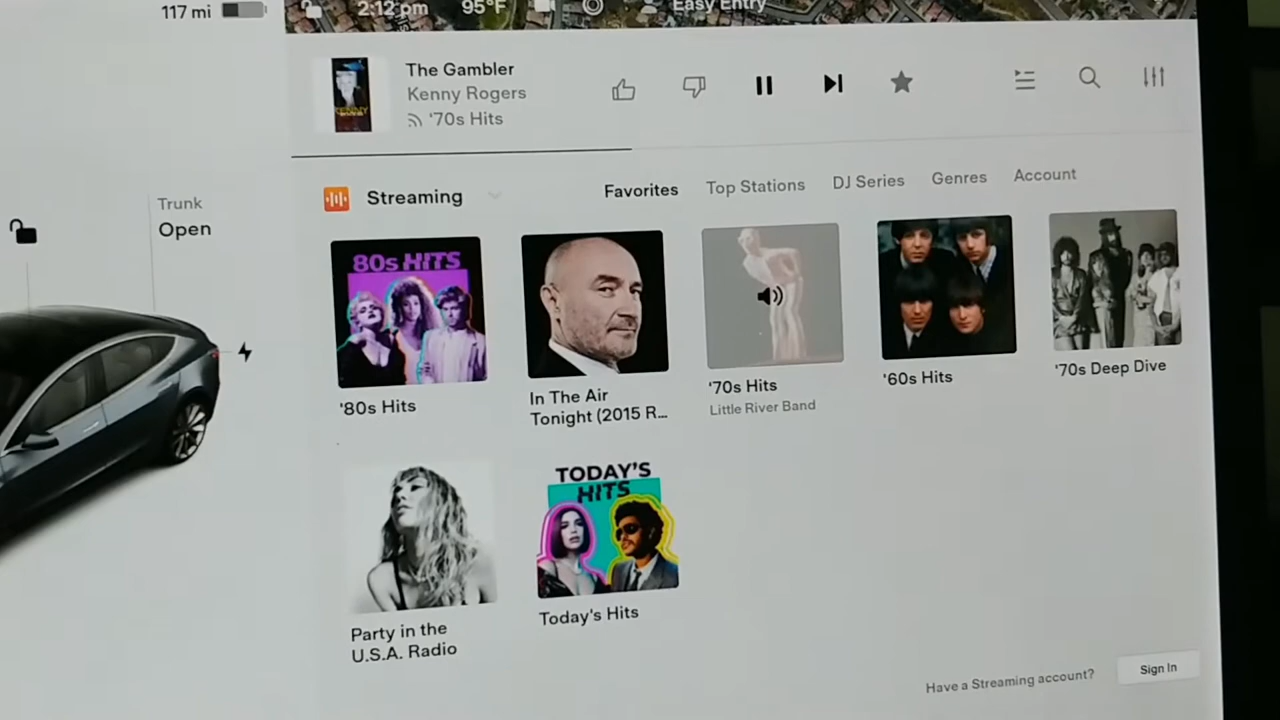 117 mi
2:12 pm
95°F
Easy Entry
The Gambler
Kenny Rogers
'70s Hits
KENNY
Trunk
Open
Streaming
Favorites
Top Stations
DJ Series
Genres
Account
80s HITS
'80s Hits
In The Air
Tonight (2015 R...
'70s Hits
Little River Band
'60s Hits
'70s Deep Dive
Party in the
U.S.A. Radio
TODAY'S
HITS
Today's Hits
Have a Streaming account?
Sign In